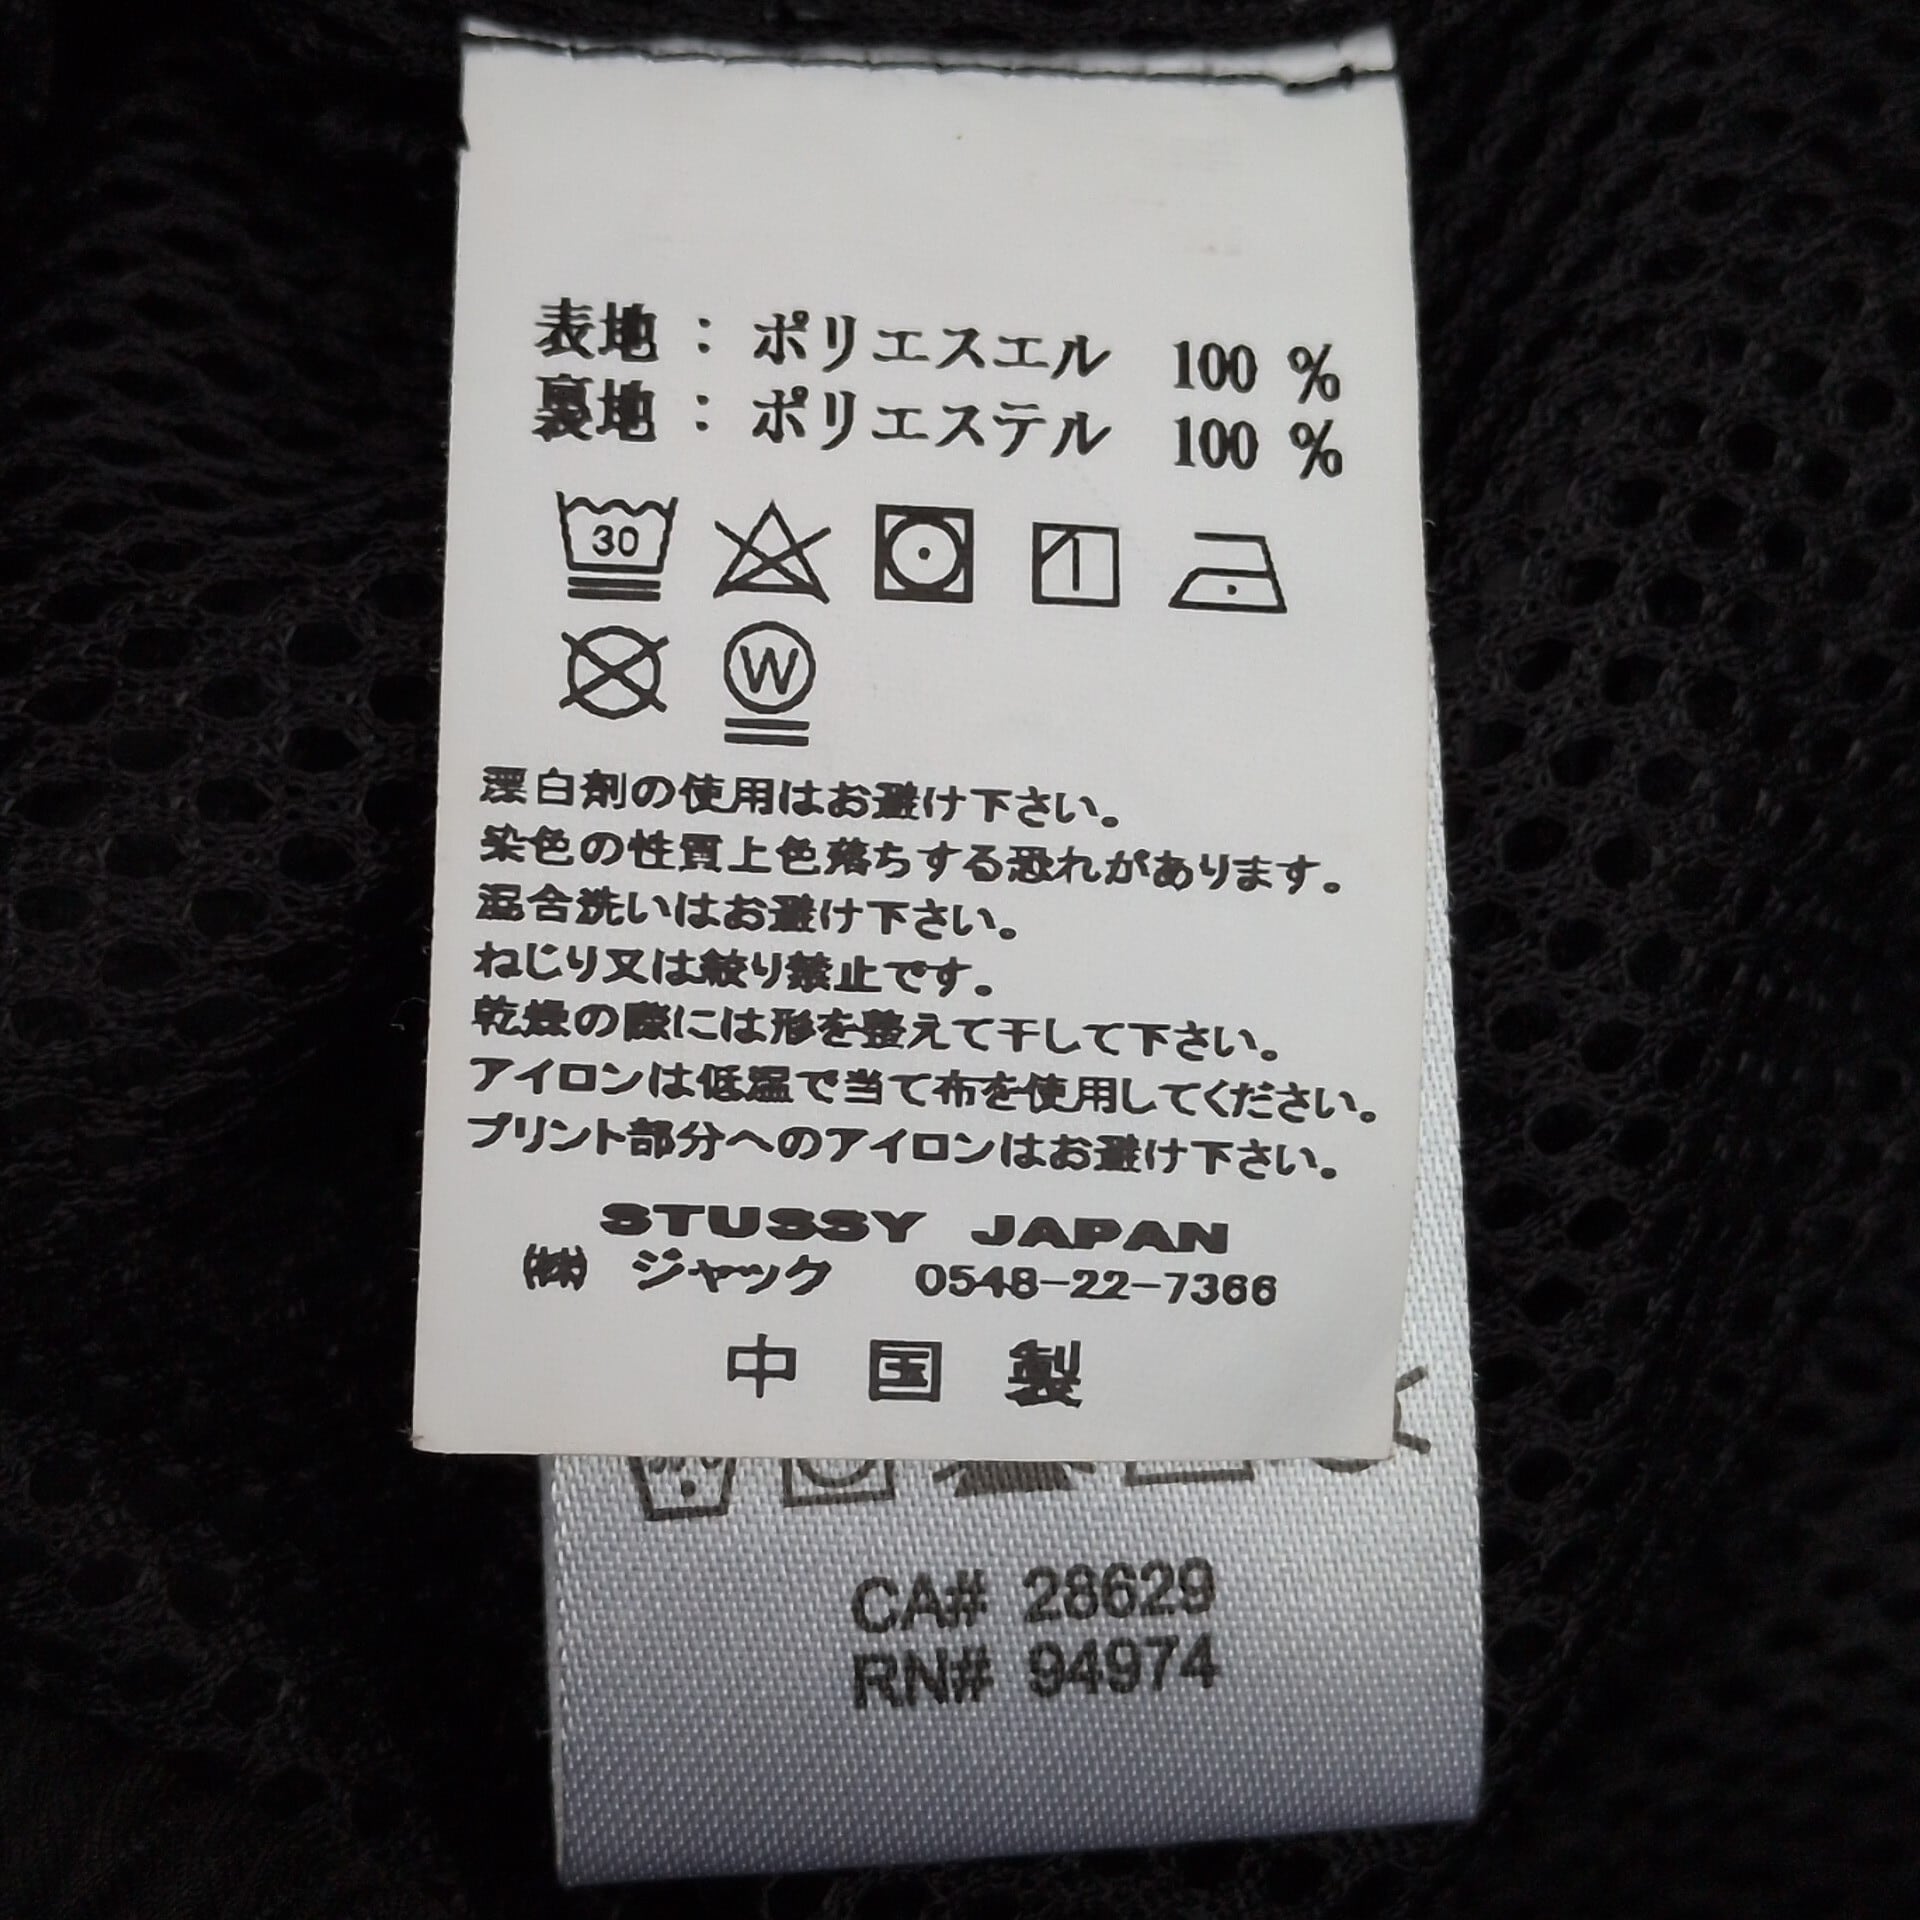 表地：ポリエスエル 100 %
裏地：ポリエステル 100 %
30
W
漂白剤の使用はお避け下さい。
染色の性質上色落ちする恐れがあります。
混合洗いはお避け下さい。
ねじり又は絞り禁止です。
乾燥の際には形を整えて干して下さい。
アイロンは低温で当て布を使用してください。
プリント部分へのアイロンはお避け下さい。
STUSSY JAPAN
㈱ ジャック 0548-22-7366
中国製
CA# 28629
RN# 94974